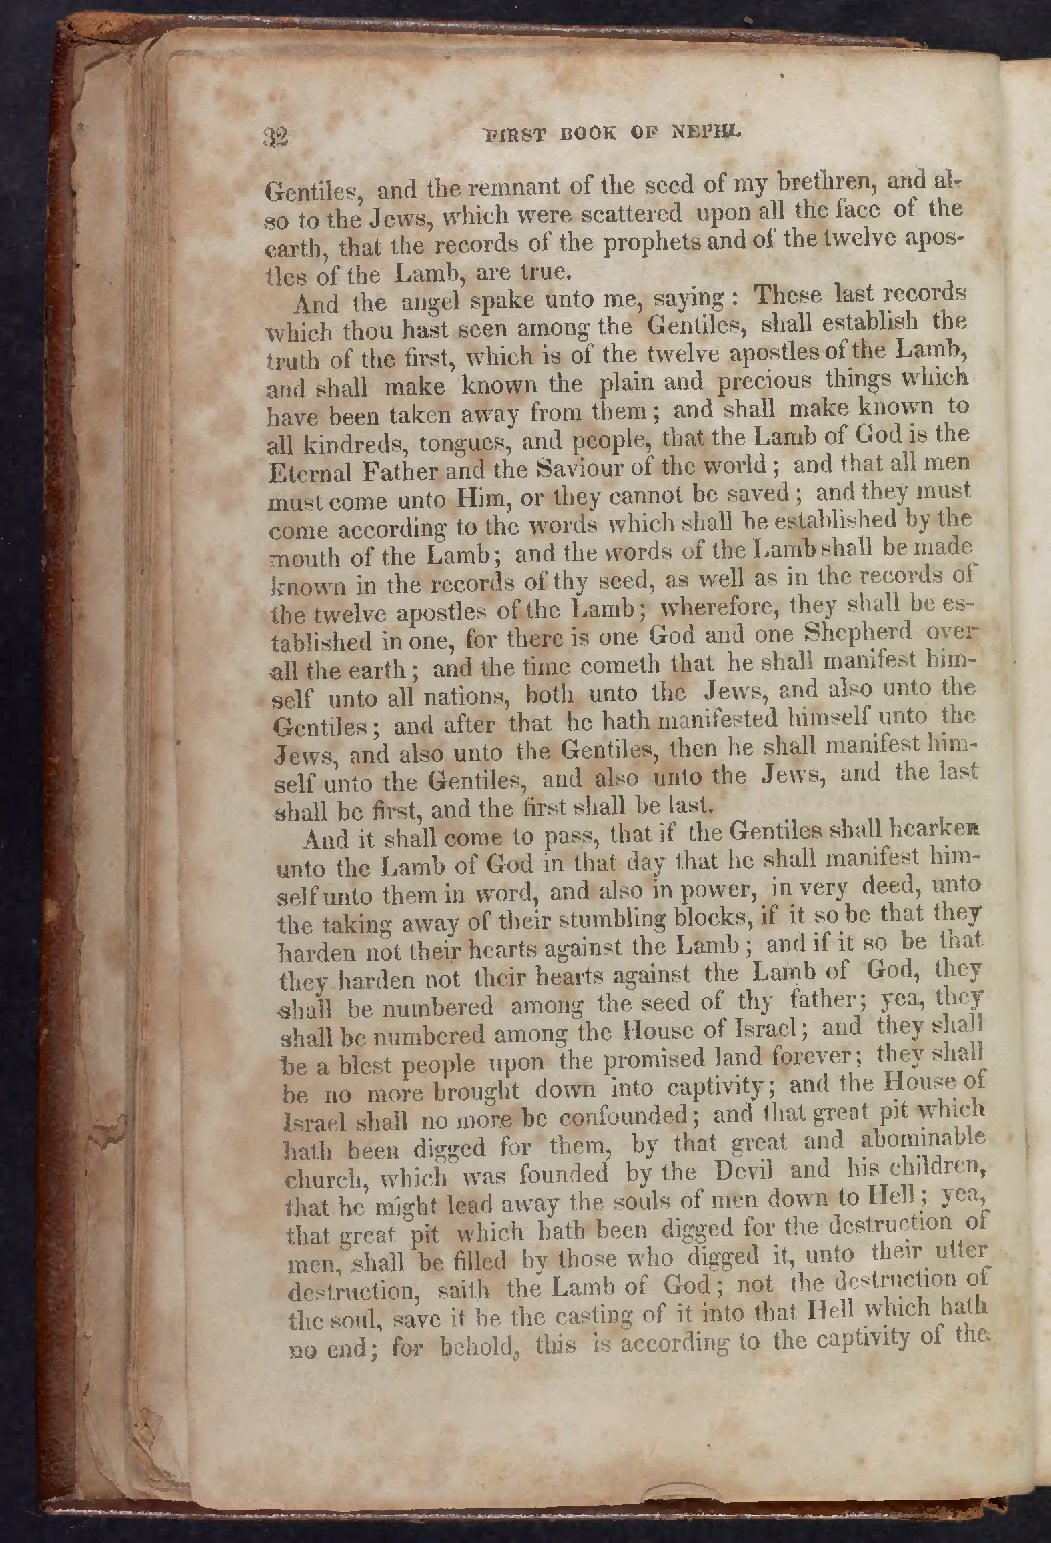 32 FIRST BOOK OF NEPHI.
Gentiles, and the remnant of the seed of my brethren, and al-
so to the Jews, which were scattered upon all the face of the
earth, that the records of the prophets and of the twelve apos-
tles of the Lamb, are true.
And the angel spake unto me, saying: These last records
which thou hast seen among the Gentiles, shall establish the
truth of the first, which is of the twelve apostles of the Lamb,
and shall make known the plain and precious things which
have been taken away from them; and shall make known to
all kindreds, tongues, and people, that the Lamb of God is the
Eternal Father and the Saviour of the world; and that all men
must come unto Him, or they cannot be saved; and they must
come according to the words which shall be established by the
mouth of the Lamb; and the words of the Lamb shall be made
known in the records of thy seed, as well as in the records of
the twelve apostles of the Lamb; wherefore, they shall be es-
tablished in one, for there is one God and one Shepherd over
all the earth; and the time cometh that he shall manifest him-
self unto all nations, both unto the Jews, and also unto the
Gentiles; and after that he hath manifested himself unto the
Jews, and also unto the Gentiles, then he shall manifest him-
self unto the Gentiles, and also unto the Jews, and the last
shall be first, and the first shall be last.
And it shall come to pass, that if the Gentiles shall hearken
unto the Lamb of God in that day that he shall manifest him-
self unto them in word, and also in power, in very deed, unto
the taking away of their stumbling blocks, if it so be that they
harden not their hearts against the Lamb; and if it so be that
they harden not their hearts against the Lamb of God, they
shall be numbered among the seed of thy father; yea, they
shall be numbered among the House of Israel; and they shall
be a blest people upon the promised land forever; they shall
be no more brought down into captivity; and the House of
Israel shall no more be confounded; and that great pit which
hath been digged for them, by that great and abominable
church, which was founded by the Devil and his children,
that he might lead away the souls of men down to Hell; yea,
that great pit which hath been digged for the destruction of
men, shall be filled by those who digged it, unto their utter
destruction, saith the Lamb of God; not the destruction of
the soul, save it be the casting of it into that Hell which hath
no end; for behold, this is according to the captivity of the